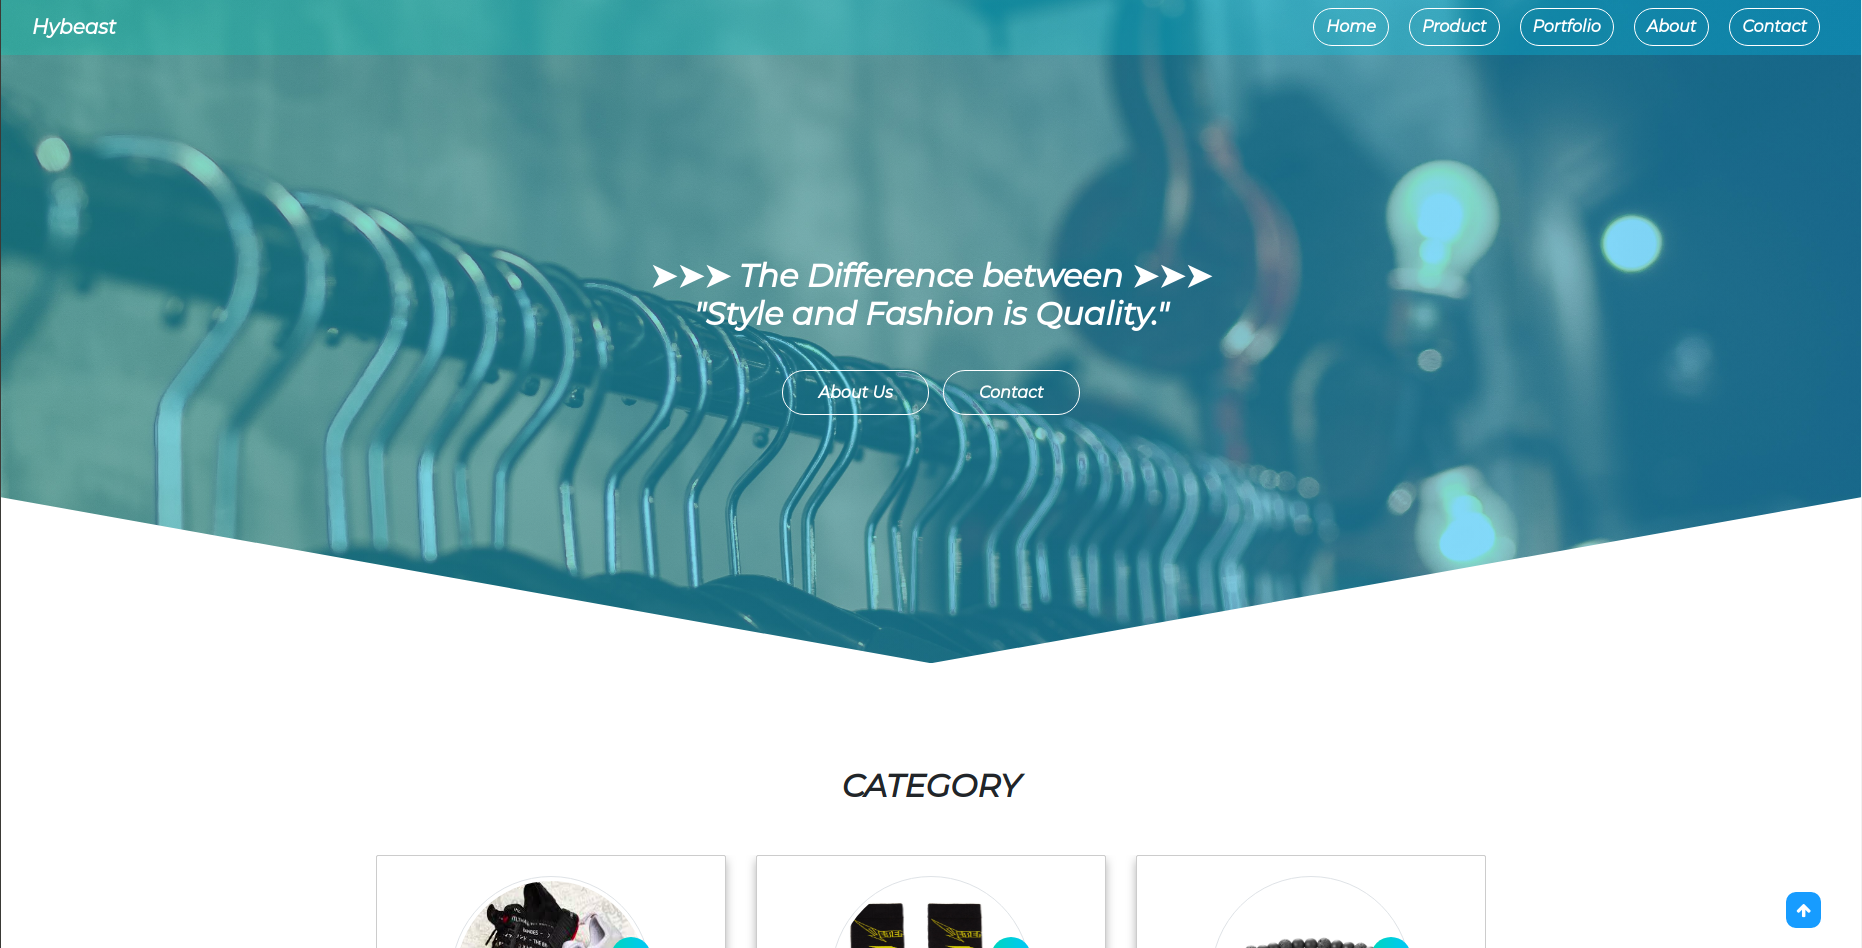 Hybeast
Home
Product
Portfolio
About
Contact
➤➤➤ The Difference between ➤➤➤
"Style and Fashion is Quality."
About Us
Contact
CATEGORY